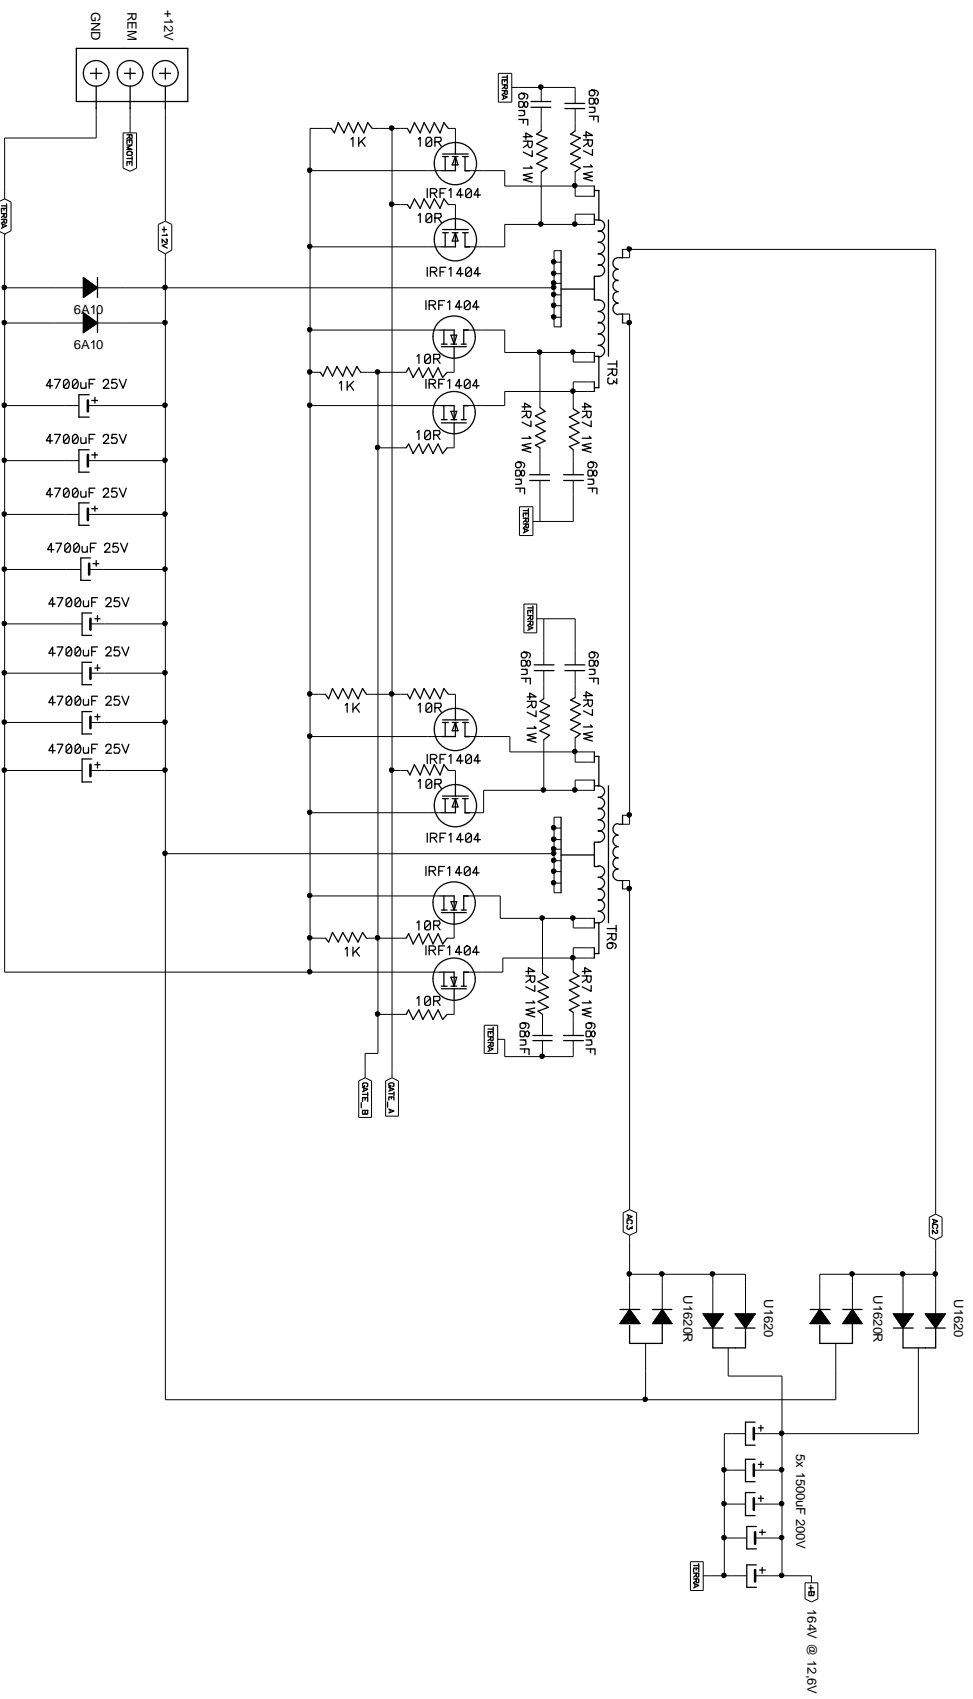 +12V
REM
GND
REMOTE
TERRA
+12V
6A10
6A10
4700uF 25V
4700uF 25V
4700uF 25V
4700uF 25V
4700uF 25V
4700uF 25V
4700uF 25V
4700uF 25V
TERRA
68nF
68nF
4R7 1W
4R7 1W
1K
10R
IRF1404
10R
IRF1404
IRF1404
10R
1K
IRF1404
10R
TR3
4R7 1W
4R7 1W
68nF
68nF
TERRA
TERRA
68nF
68nF
4R7 1W
4R7 1W
1K
10R
IRF1404
10R
IRF1404
10R
1K
IRF1404
10R
TR6
4R7 1W
4R7 1W
68nF
68nF
TERRA
GATE_B
GATE_A
AC3
AC2
U1620R
U1620
U1620R
U1620
5x 1500uF 200V
TERRA
+B
164V @ 12,6V